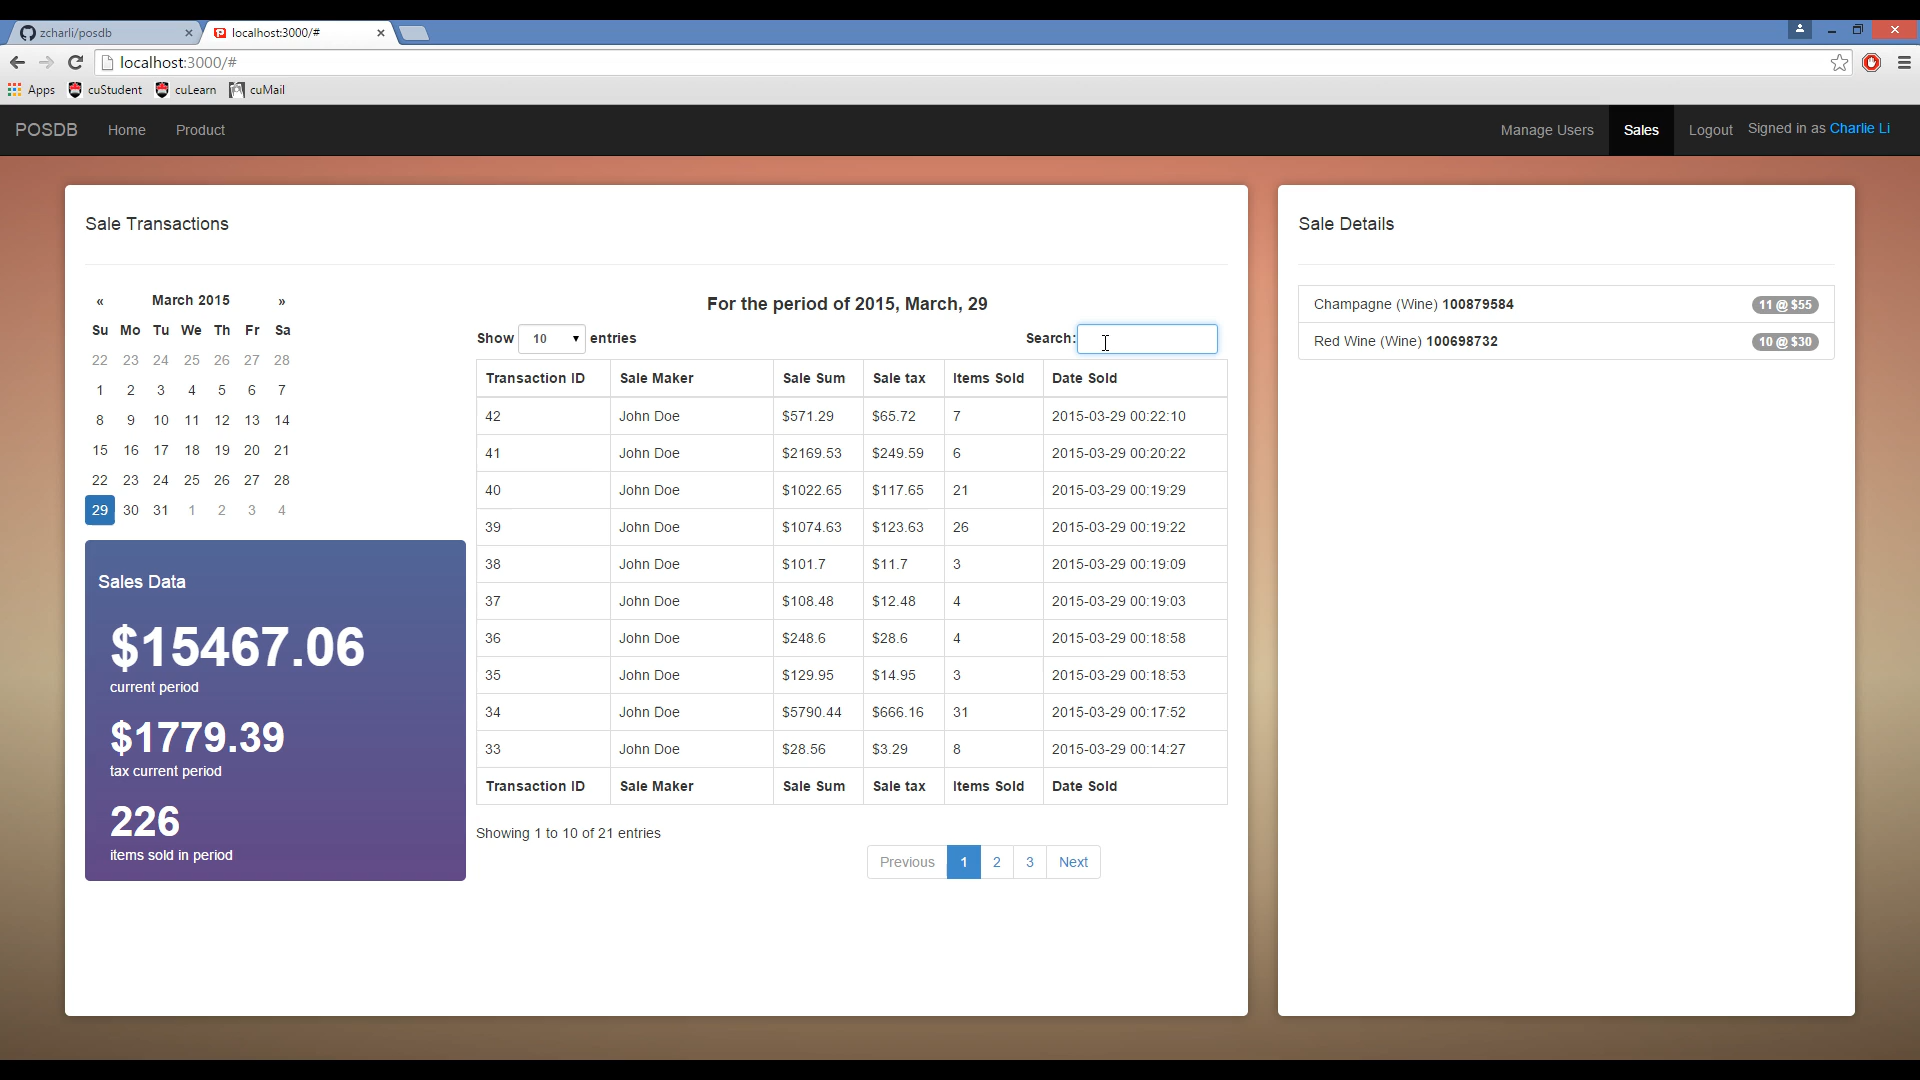 zcharli/posdb
localhost:3000/#
localhost:3000/#
Apps cuStudent cuLearn cuMail
POSDB Home Product Manage Users Sales Logout Signed in as Charlie Li
Sale Transactions
« March 2015 »
Su Mo Tu We Th Fr Sa
22 23 24 25 26 27 28
1 2 3 4 5 6 7
8 9 10 11 12 13 14
15 16 17 18 19 20 21
22 23 24 25 26 27 28
29 30 31 1 2 3 4
Sales Data
$15467.06
current period
$1779.39
tax current period
226
items sold in period
For the period of 2015, March, 29
Show 10 entries Search:
Transaction ID Sale Maker Sale Sum Sale tax Items Sold Date Sold
42 John Doe $571.29 $65.72 7 2015-03-29 00:22:10
41 John Doe $2169.53 $249.59 6 2015-03-29 00:20:22
40 John Doe $1022.65 $117.65 21 2015-03-29 00:19:29
39 John Doe $1074.63 $123.63 26 2015-03-29 00:19:22
38 John Doe $101.7 $11.7 3 2015-03-29 00:19:09
37 John Doe $108.48 $12.48 4 2015-03-29 00:19:03
36 John Doe $248.6 $28.6 4 2015-03-29 00:18:58
35 John Doe $129.95 $14.95 3 2015-03-29 00:18:53
34 John Doe $5790.44 $666.16 31 2015-03-29 00:17:52
33 John Doe $28.56 $3.29 8 2015-03-29 00:14:27
Transaction ID Sale Maker Sale Sum Sale tax Items Sold Date Sold
Showing 1 to 10 of 21 entries
Previous 1 2 3 Next
Sale Details
Champagne (Wine) 100879584 11 @ $55
Red Wine (Wine) 100698732 10 @ $30